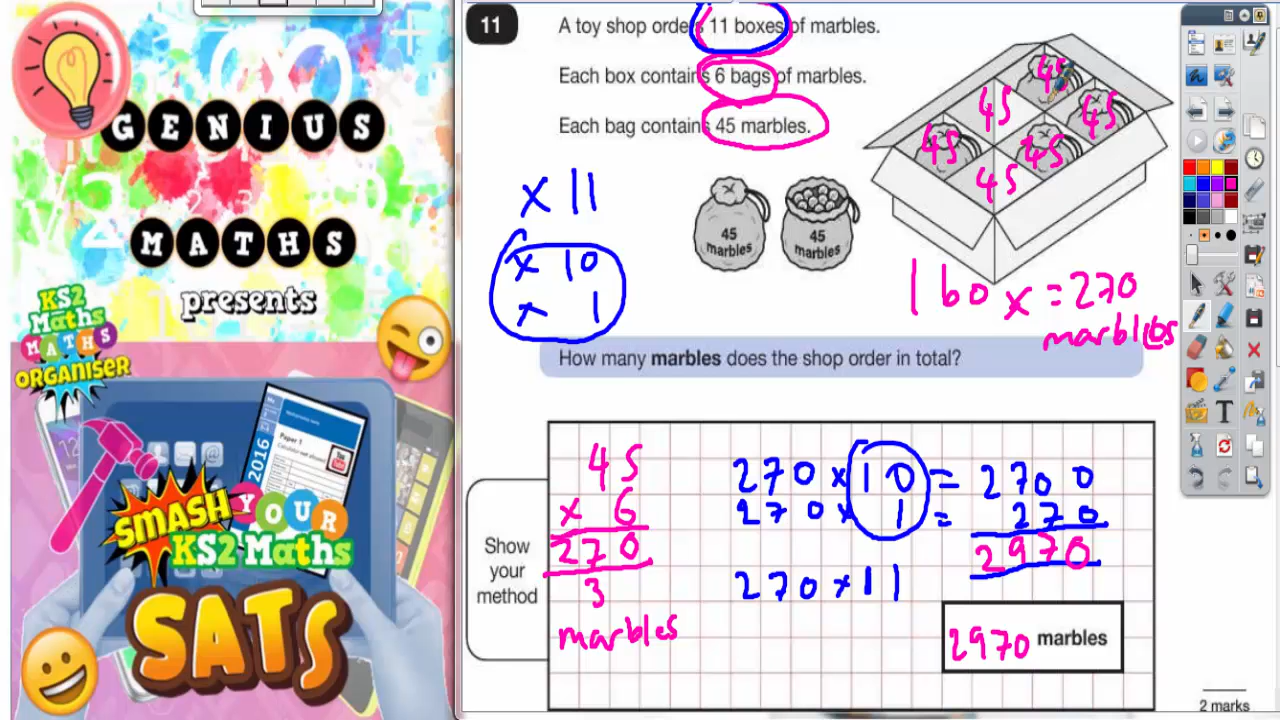 GENIUS
MATHS
presents
KS2
Maths
MATHS
ORGANISER
2016
Paper 1
SMASH
YOUR
KS2 Maths
SATS
11
A toy shop orders 11 boxes of marbles.
Each box contains 6 bags of marbles.
Each bag contains 45 marbles.
x 11
x 10
x 1
45
marbles
45
marbles
45
45
45
45
45
45
1 box = 270
marbles
How many marbles does the shop order in total?
Show
your
method
45
x 6
270
3
marbles
270 x 10 = 2700
270 x 1 = 270
2970
270 x 11
2970 marbles
2 marks